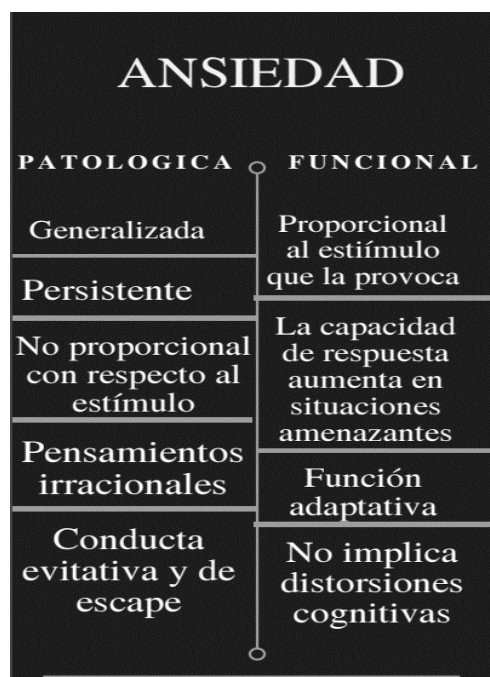 ANSIEDAD
PATOLOGICA
Generalizada
Persistente
No proporcional
con respecto al
estímulo
Pensamientos
irracionales
Conducta
evitativa y de
escape
FUNCIONAL
Proporcional
al estiímulo
que la provoca
La capacidad
de respuesta
aumenta en
situaciones
amenazantes
Función
adaptativa
No implica
distorsiones
cognitivas